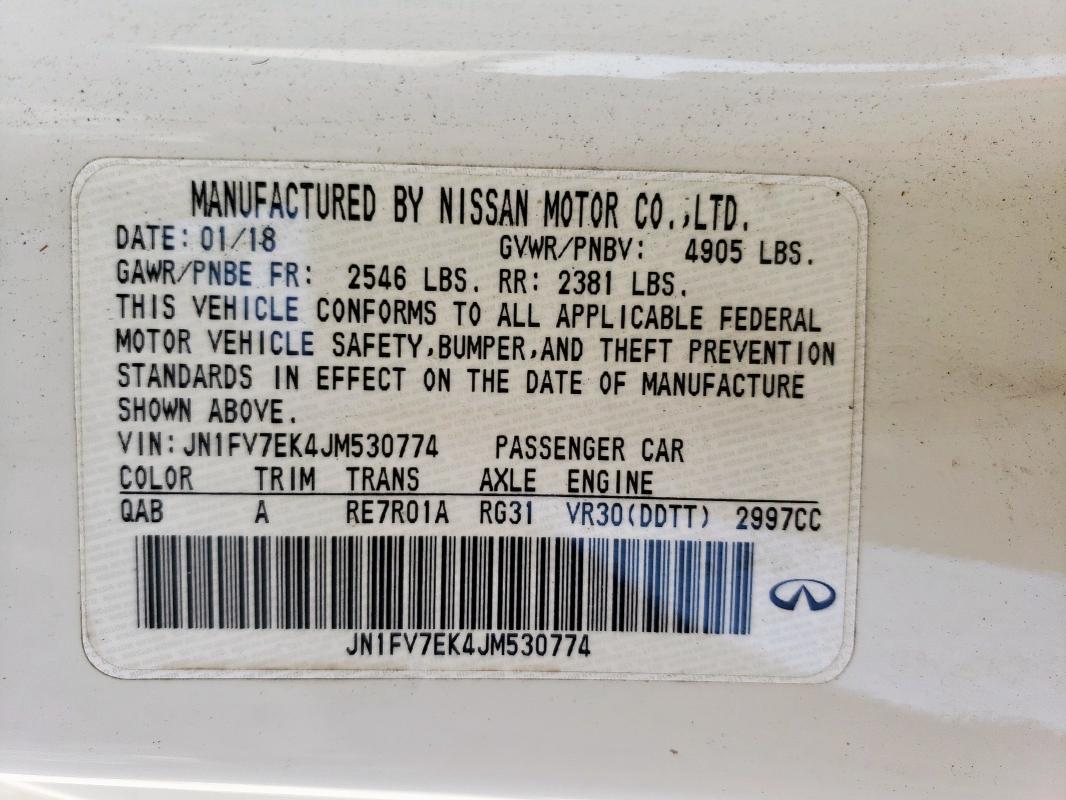 MANUFACTURED BY NISSAN MOTOR CO.,LTD.
DATE: 01/18 GVWR/PNBV: 4905 LBS.
GAWR/PNBE FR: 2546 LBS. RR: 2381 LBS.
THIS VEHICLE CONFORMS TO ALL APPLICABLE FEDERAL
MOTOR VEHICLE SAFETY,BUMPER,AND THEFT PREVENTION
STANDARDS IN EFFECT ON THE DATE OF MANUFACTURE
SHOWN ABOVE.
VIN: JN1FV7EK4JM530774 PASSENGER CAR
COLOR TRIM TRANS AXLE ENGINE
QAB A RE7R01A RG31 VR30(DDTT) 2997CC
JN1FV7EK4JM530774